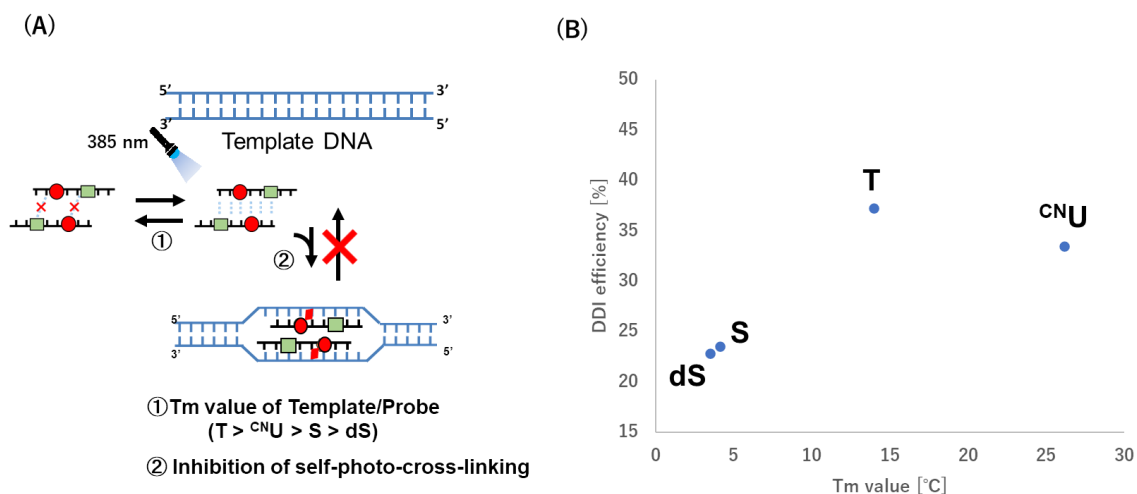 (A)
5’
3’
3’
5’
385 nm
Template DNA
①
②
5’
3’
3’
5’
①Tm value of Template/Probe
(T > CNU > S > dS)
② Inhibition of self-photo-cross-linking
(B)
50
45
40
35
30
25
20
15
DDI efficiency [%]
T
CNU
S
dS
0
5
10
15
20
25
30
Tm value [℃]